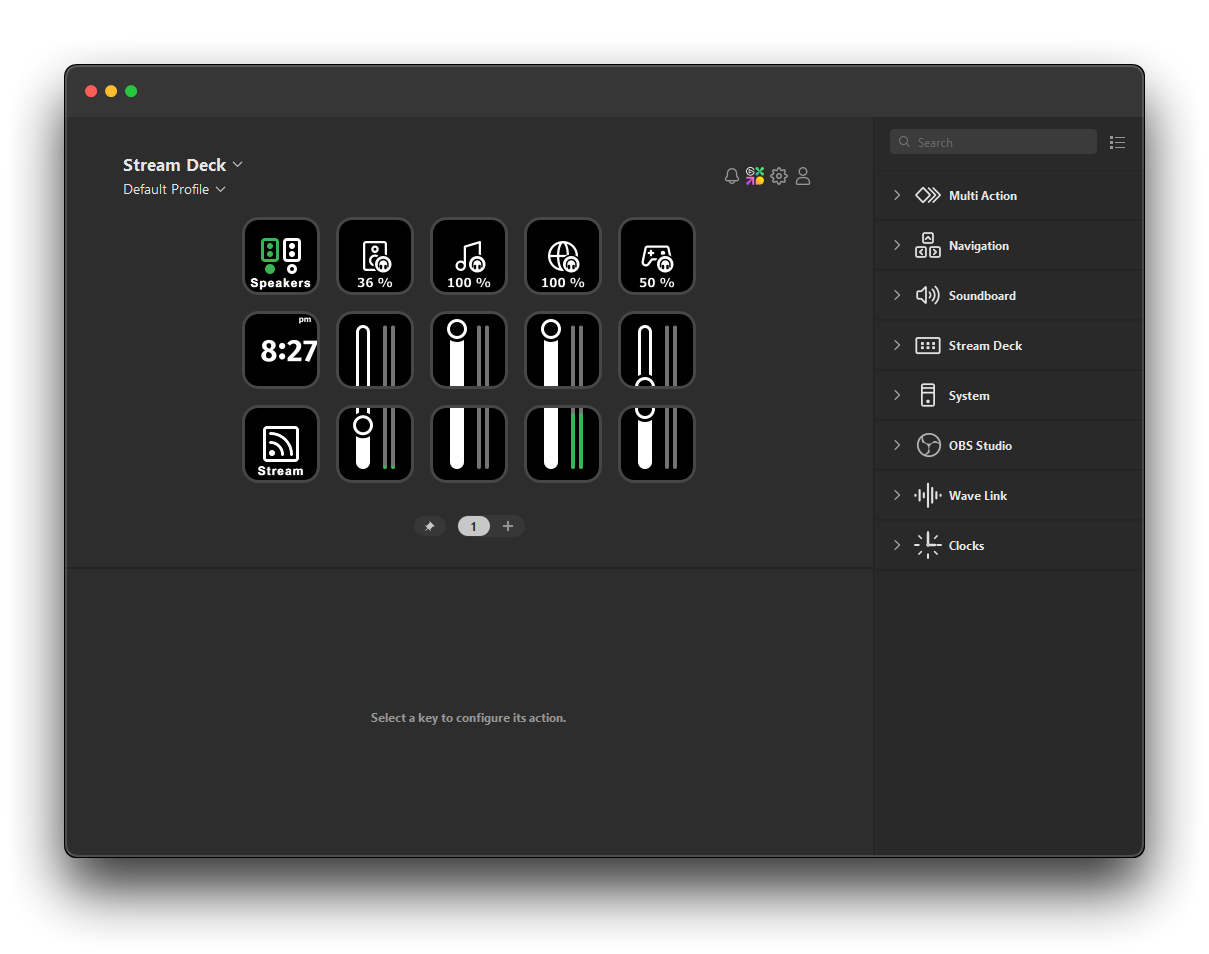 Stream Deck
Default Profile
Search
Speakers
36 %
100 %
100 %
50 %
pm
8:27
Stream
1
Select a key to configure its action.
Multi Action
Navigation
Soundboard
Stream Deck
System
OBS Studio
Wave Link
Clocks